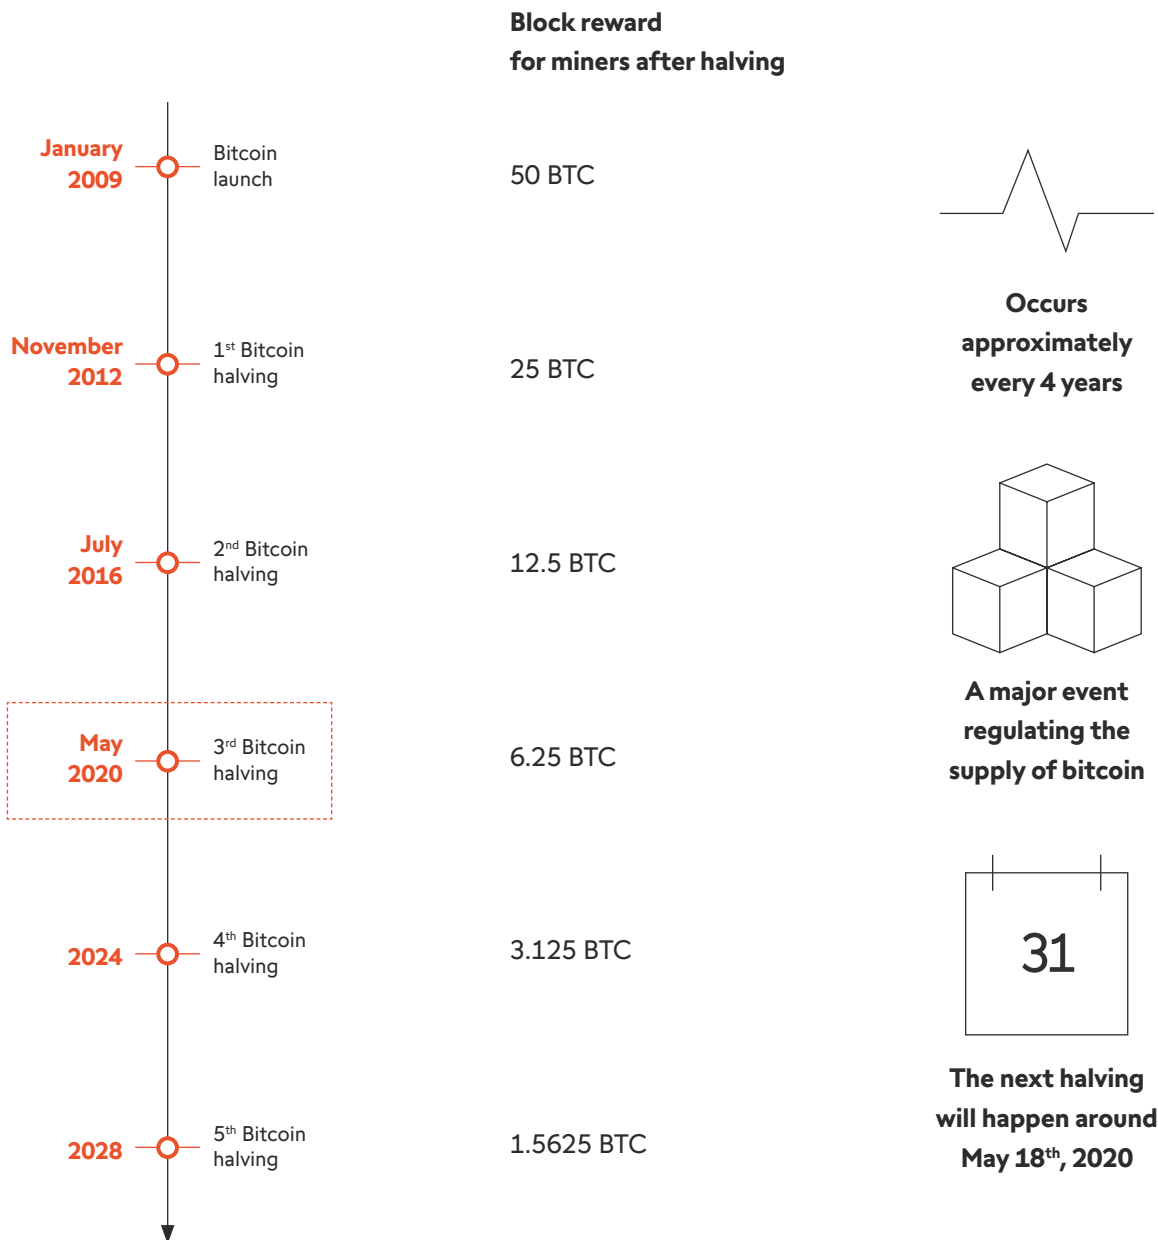 Block reward
for miners after halving
January
2009
Bitcoin
launch
50 BTC
November
2012
1st Bitcoin
halving
25 BTC
July
2016
2nd Bitcoin
halving
12.5 BTC
May
2020
3rd Bitcoin
halving
6.25 BTC
2024
4th Bitcoin
halving
3.125 BTC
2028
5th Bitcoin
halving
1.5625 BTC
Occurs
approximately
every 4 years
A major event
regulating the
supply of bitcoin
31
The next halving
will happen around
May 18th, 2020